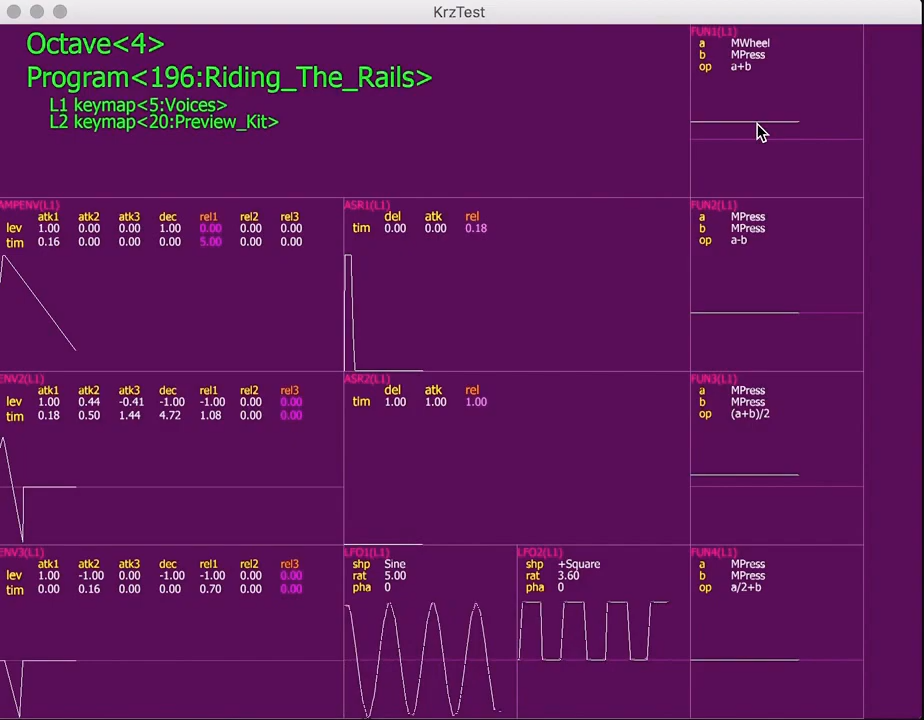 KrzTest
Octave<4>
Program<196:Riding_The_Rails>
L1 keymap<5:Voices>
L2 keymap<20:Preview_Kit>
FUN1(L1)
a MWheel
b MPress
op a+b
AMPENV(L1)
atk1 atk2 atk3 dec rel1 rel2 rel3
lev 1.00 0.00 0.00 1.00 0.00 0.00 0.00
tim 0.16 0.00 0.00 0.00 5.00 0.00 0.00
ASR1(L1)
del atk rel
tim 0.00 0.00 0.18
FUN2(L1)
a MPress
b MPress
op a-b
ENV2(L1)
atk1 atk2 atk3 dec rel1 rel2 rel3
lev 1.00 0.44 -0.41 -1.00 -1.00 0.00 0.00
tim 0.18 0.50 1.44 4.72 1.08 0.00 0.00
ASR2(L1)
del atk rel
tim 1.00 1.00 1.00
FUN3(L1)
a MPress
b MPress
op (a+b)/2
ENV3(L1)
atk1 atk2 atk3 dec rel1 rel2 rel3
lev 1.00 -1.00 0.00 -1.00 -1.00 0.00 0.00
tim 0.00 0.16 0.00 0.00 0.70 0.00 0.00
LFO1(L1)
shp Sine
rat 5.00
pha 0
LFO2(L1)
shp +Square
rat 3.60
pha 0
FUN4(L1)
a MPress
b MPress
op a/2+b